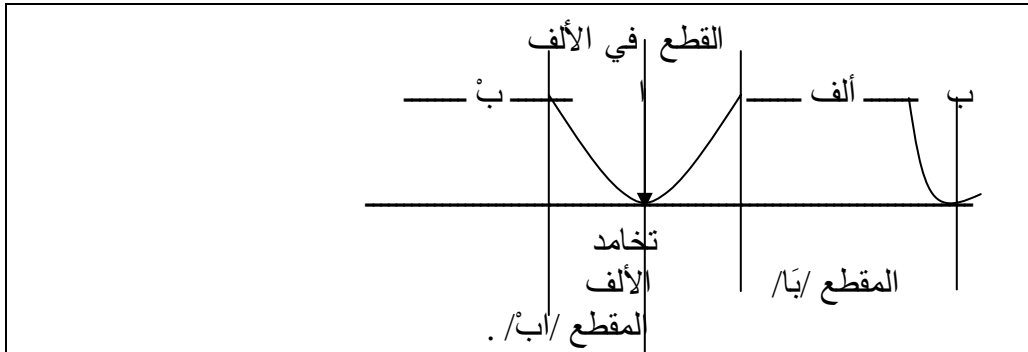 القطع في الألف
ب ألف ا بْ
تخامد
الألف
المقطع /بَا/
المقطع /ابْ/ .